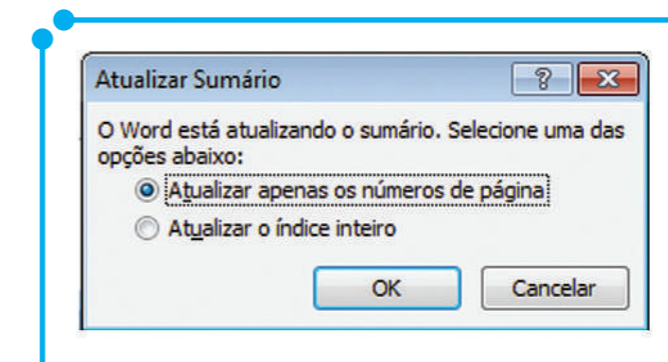 Atualizar Sumário
O Word está atualizando o sumário. Selecione uma das
opções abaixo:
Atualizar apenas os números de página
Atualizar o índice inteiro
OK
Cancelar